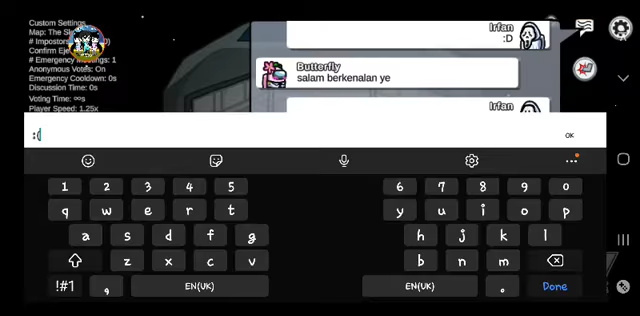 Custom Settings
Map: The Sk
# Impostors
Confirm Eje
# Emergency Meetings: 1
Anonymous Votes: On
Emergency Cooldown: 0s
Discussion Time: 0s
Voting Time: ∞s
Player Speed: 1.25x
Irfan
:D
Butterfly
salam berkenalan ye
Irfan
:(
OK
1 2 3 4 5 6 7 8 9 0
q w e r t y u i o p
a s d f g h j k l
z x c v b n m
!#1 , EN(UK) EN(UK) . Done